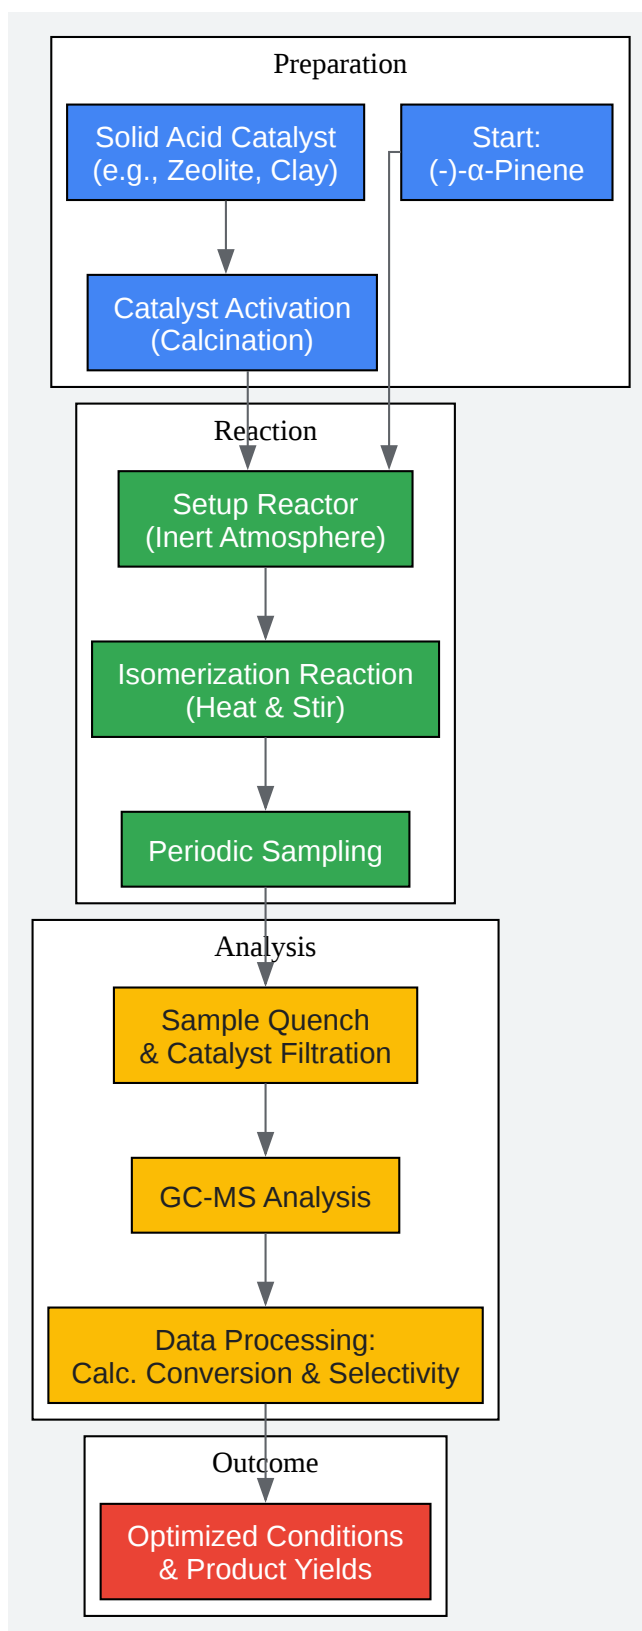 Preparation
Solid Acid Catalyst
(e.g., Zeolite, Clay)
Start:
(-)-α-Pinene
Catalyst Activation
(Calcination)
Reaction
Setup Reactor
(Inert Atmosphere)
Isomerization Reaction
(Heat & Stir)
Periodic Sampling
Analysis
Sample Quench
& Catalyst Filtration
GC-MS Analysis
Data Processing:
Calc. Conversion & Selectivity
Outcome
Optimized Conditions
& Product Yields